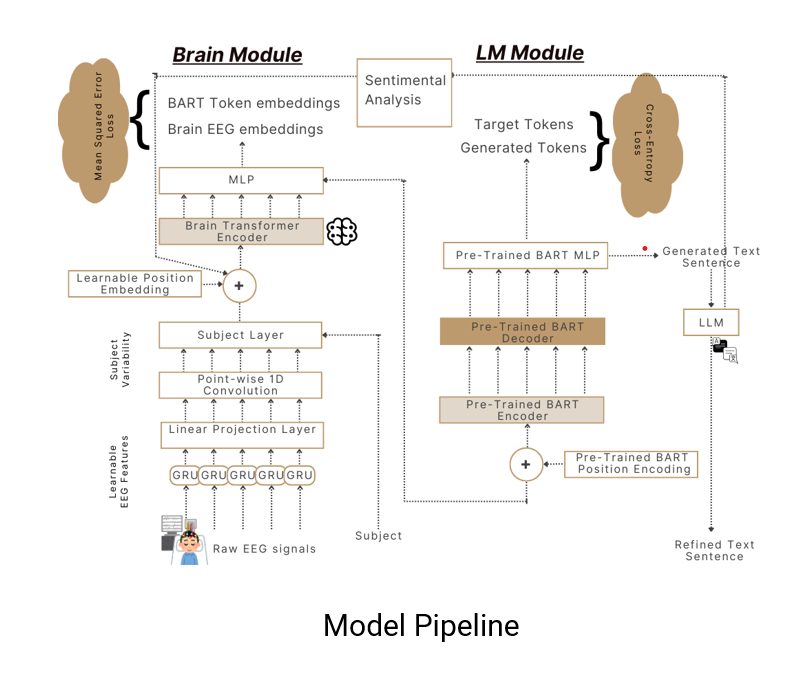 Brain Module
LM Module
Sentimental
Analysis
Mean Squared Error
Loss
BART Token embeddings
Brain EEG embeddings
Target Tokens
Generated Tokens
Cross-Entropy
Loss
MLP
Brain Transformer
Encoder
Learnable Position
Embedding
+
Subject Layer
Subject
Variability
Point-wise 1D
Convolution
Linear Projection Layer
Learnable
EEG Features
GRU
GRU
GRU
GRU
GRU
Raw EEG signals
Subject
Pre-Trained BART MLP
Generated Text
Sentence
Pre-Trained BART
Decoder
LLM
A
Pre-Trained BART
Encoder
+
Pre-Trained BART
Position Encoding
Refined Text
Sentence
Model Pipeline